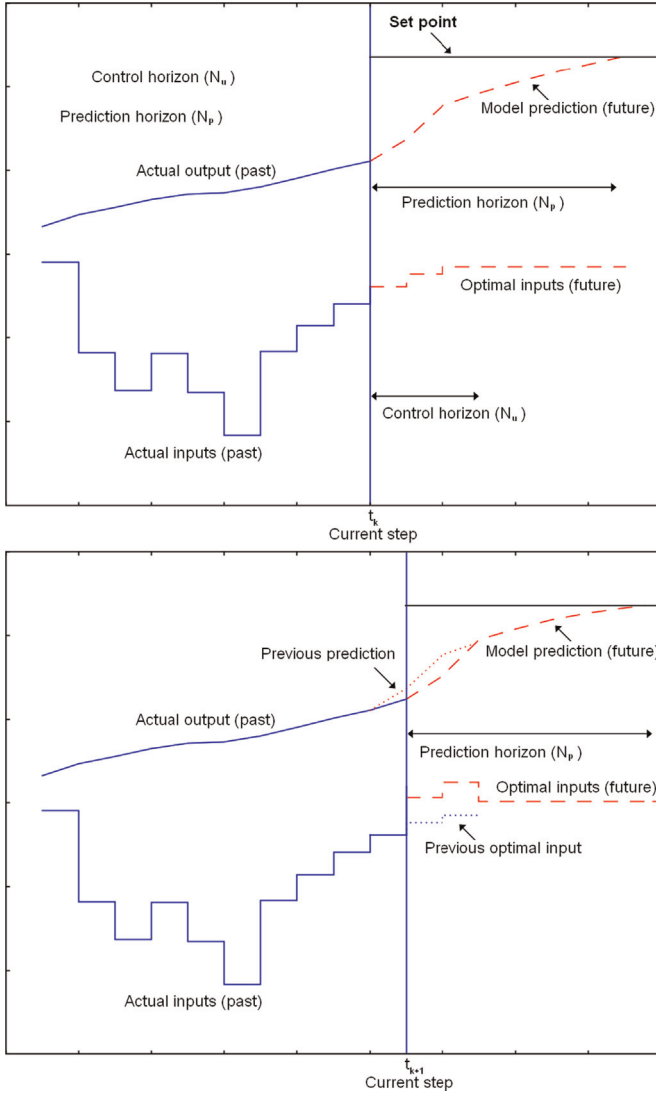 Set point
Control horizon (Nu)
Model prediction (future)
Prediction horizon (Np)
Actual output (past)
Prediction horizon (Np)
Optimal inputs (future)
Control horizon (Nu)
Actual inputs (past)
tk
Current step
Previous prediction
Model prediction (future)
Actual output (past)
Prediction horizon (Np)
Optimal inputs (future)
Previous optimal input
Actual inputs (past)
tk+1
Current step